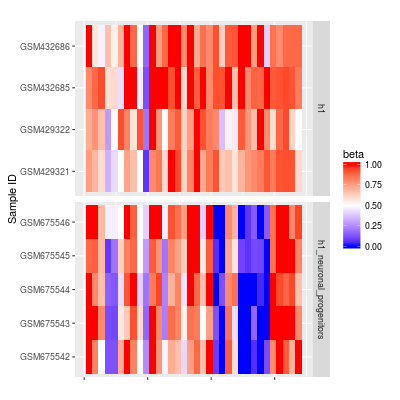 Sample ID
GSM432686
GSM432685
GSM429322
GSM429321
h1
GSM675546
GSM675545
GSM675544
GSM675543
GSM675542
h1_neuronal_progenitors
beta
1.00
0.75
0.50
0.25
0.00